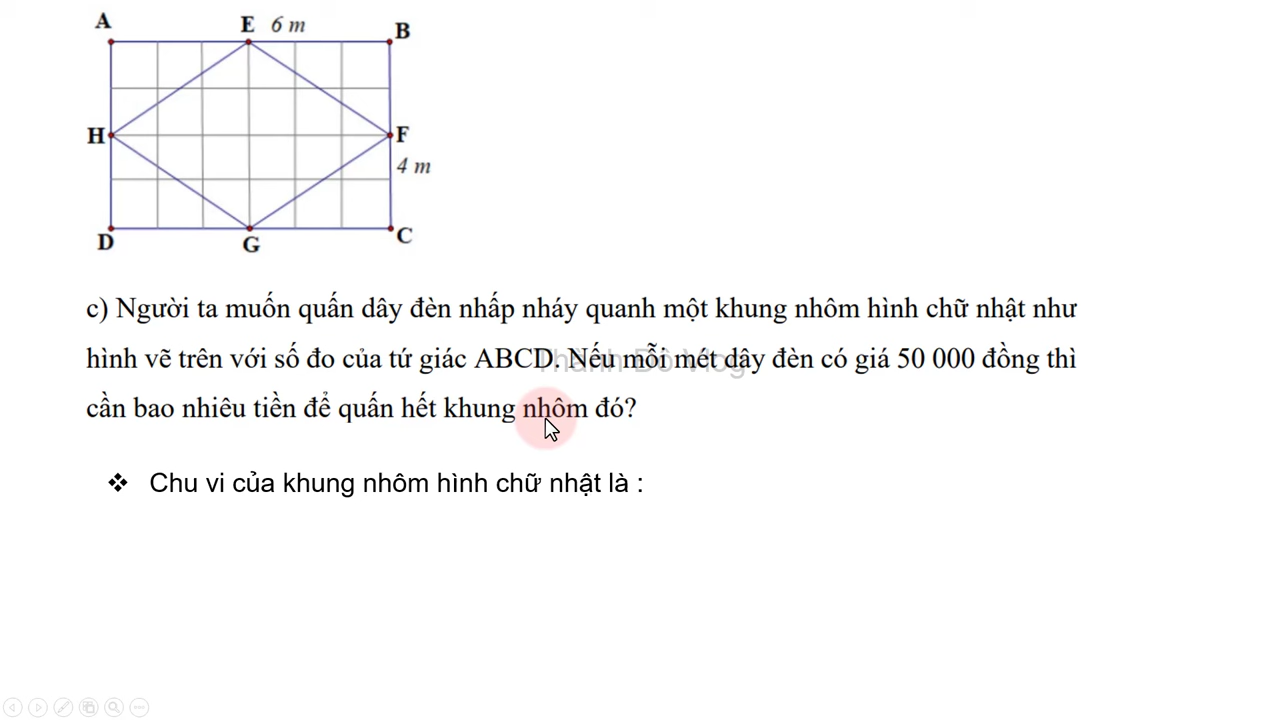 A E 6 m B
H F
4 m
D G C
c) Người ta muốn quấn dây đèn nhấp nháy quanh một khung nhôm hình chữ nhật như
hình vẽ trên với số đo của tứ giác ABCD. Nếu mỗi mét dây đèn có giá 50 000 đồng thì
Thành Đô Vlog
cần bao nhiêu tiền để quấn hết khung nhôm đó?
❖ Chu vi của khung nhôm hình chữ nhật là :